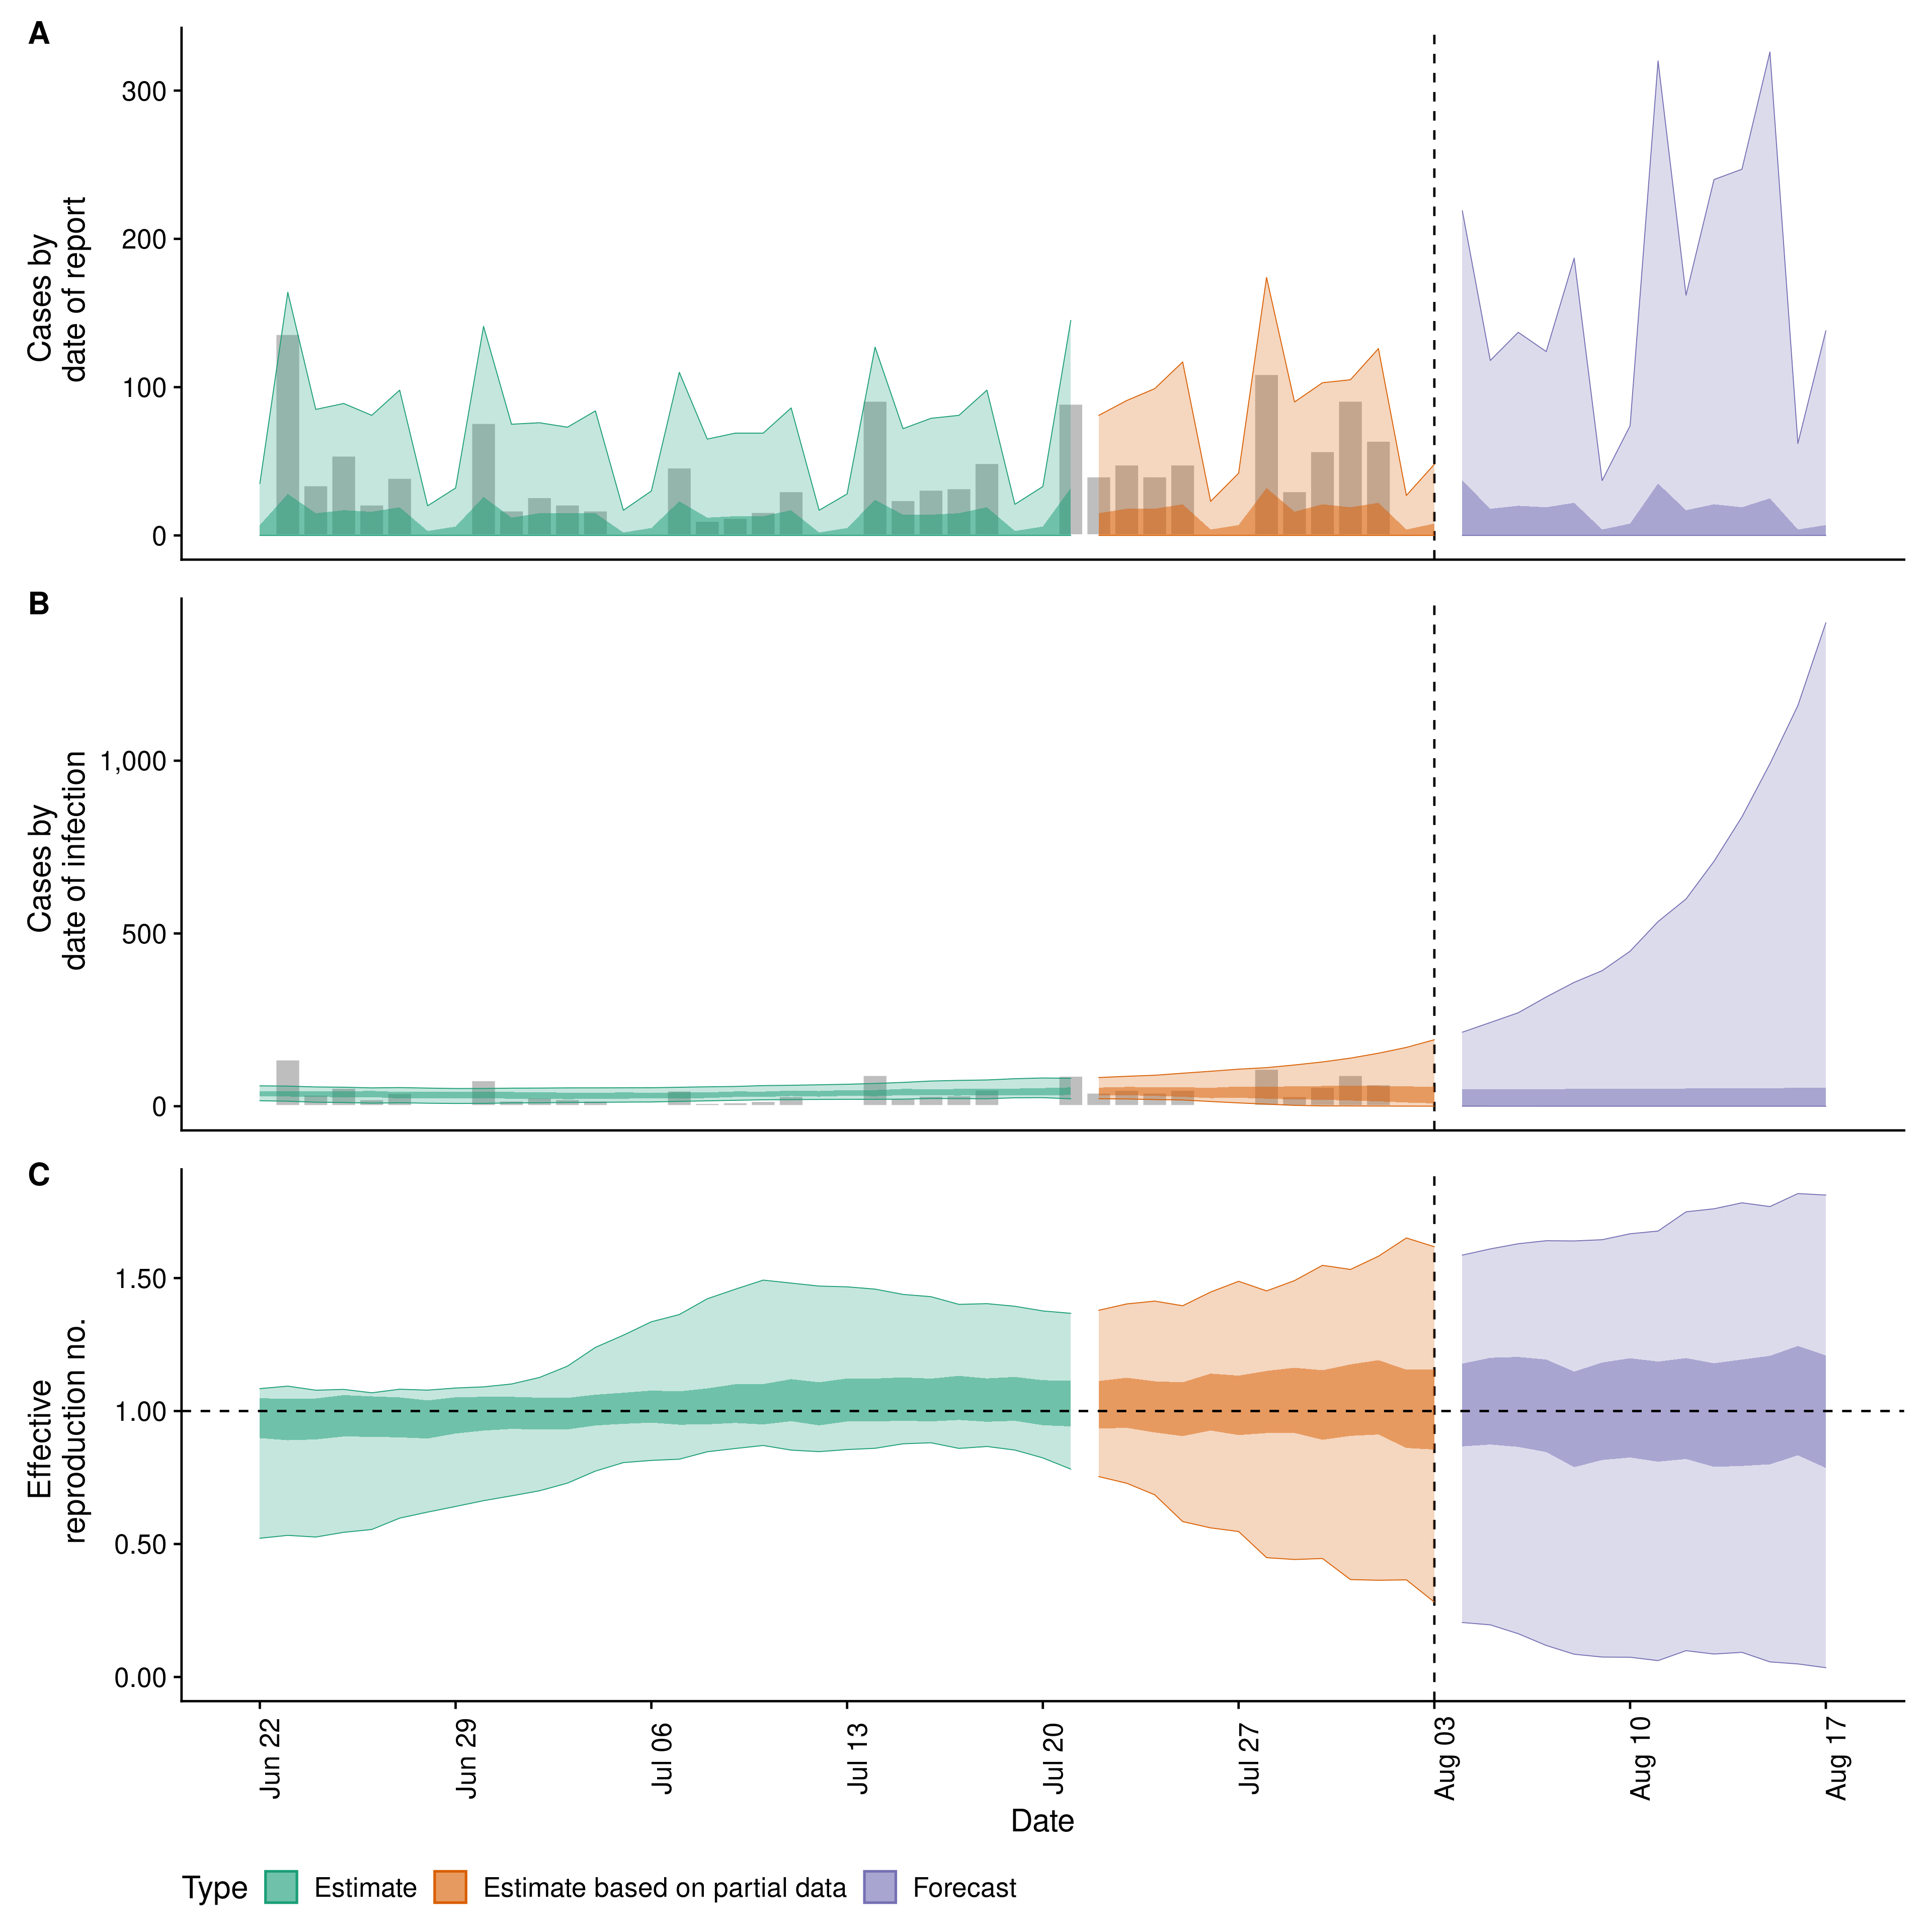 A
Cases by
date of report
300
200
100
0
B
Cases by
date of infection
1,000
500
0
C
Effective
reproduction no.
1.50
1.00
0.50
0.00
Jun 22
Jun 29
Jul 06
Jul 13
Jul 20
Jul 27
Aug 03
Aug 10
Aug 17
Date
Type Estimate Estimate based on partial data Forecast